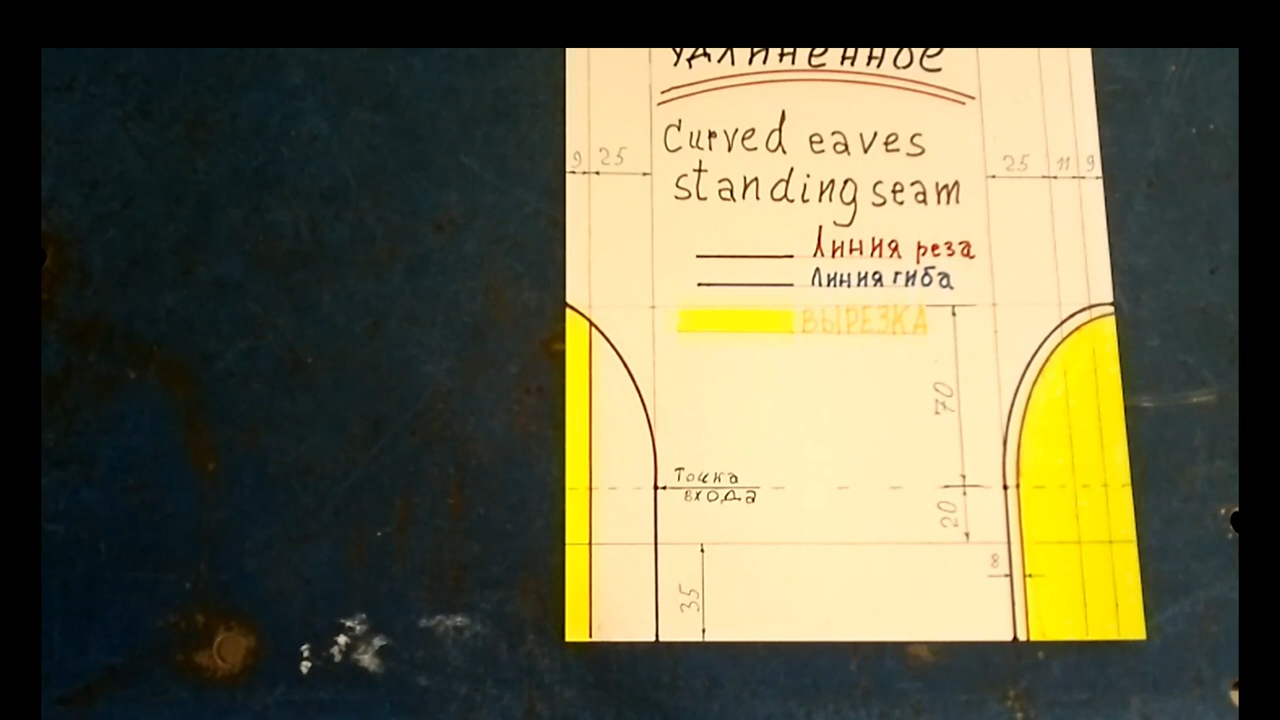 удлинённое
Curved eaves
standing seam
9 25
25 11 9
Линия реза
Линия гиба
ВЫРЕЗКА
70
Точка
входа
20
8
35